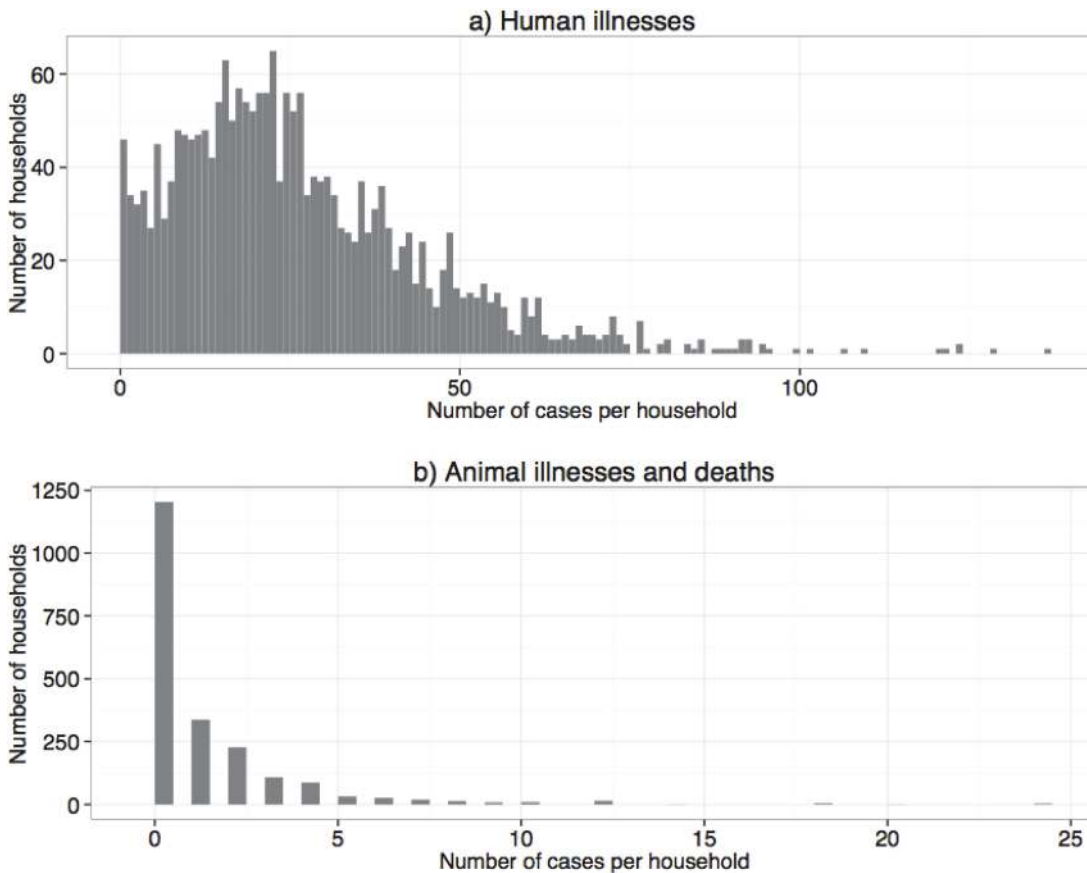 a) Human illnesses
Number of households
60
40
20
0
0 50 100
Number of cases per household
b) Animal illnesses and deaths
Number of households
1250
1000
750
500
250
0
0 5 10 15 20 25
Number of cases per household